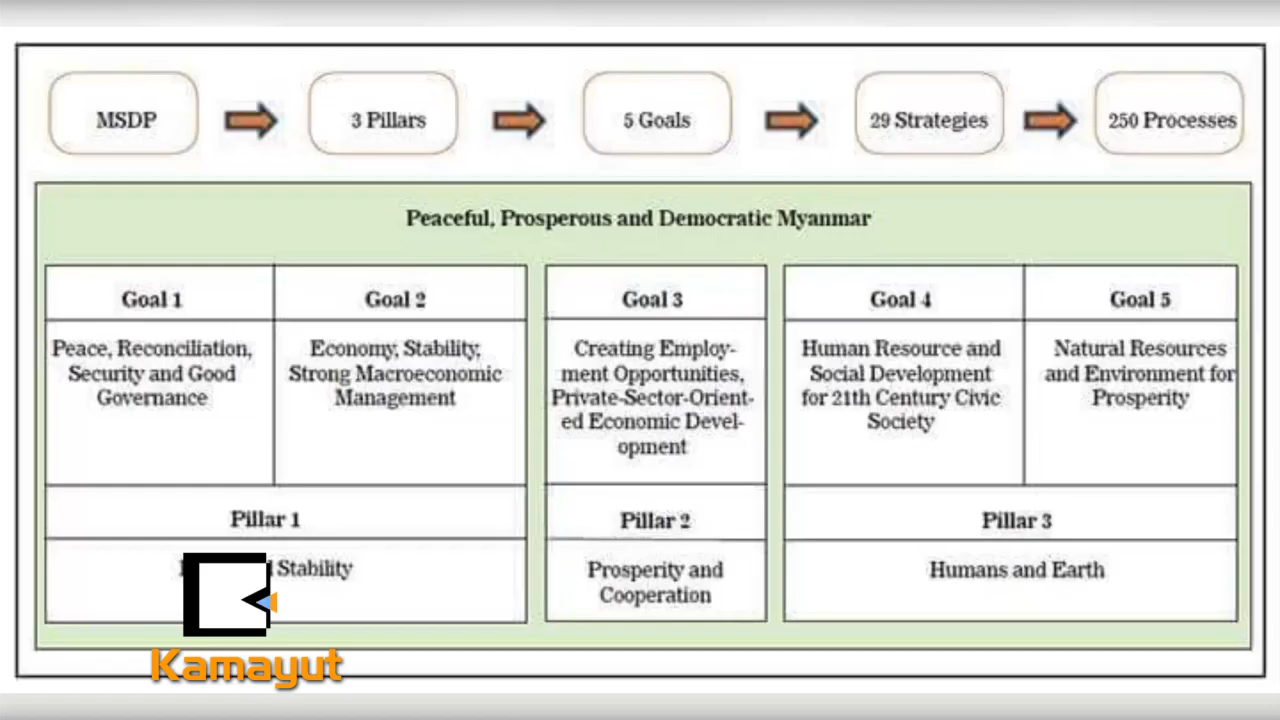 MSDP
3 Pillars
5 Goals
29 Strategies
250 Processes
Peaceful, Prosperous and Democratic Myanmar
Goal 1
Goal 2
Goal 3
Goal 4
Goal 5
Peace, Reconciliation,
Security and Good
Governance
Economy, Stability,
Strong Macroeconomic
Management
Creating Employ-
ment Opportunities,
Private-Sector-Orient-
ed Economic Devel-
opment
Human Resource and
Social Development
for 21th Century Civic
Society
Natural Resources
and Environment for
Prosperity
Pillar 1
Pillar 2
Pillar 3
Stability
Prosperity and
Cooperation
Humans and Earth
Kamayut